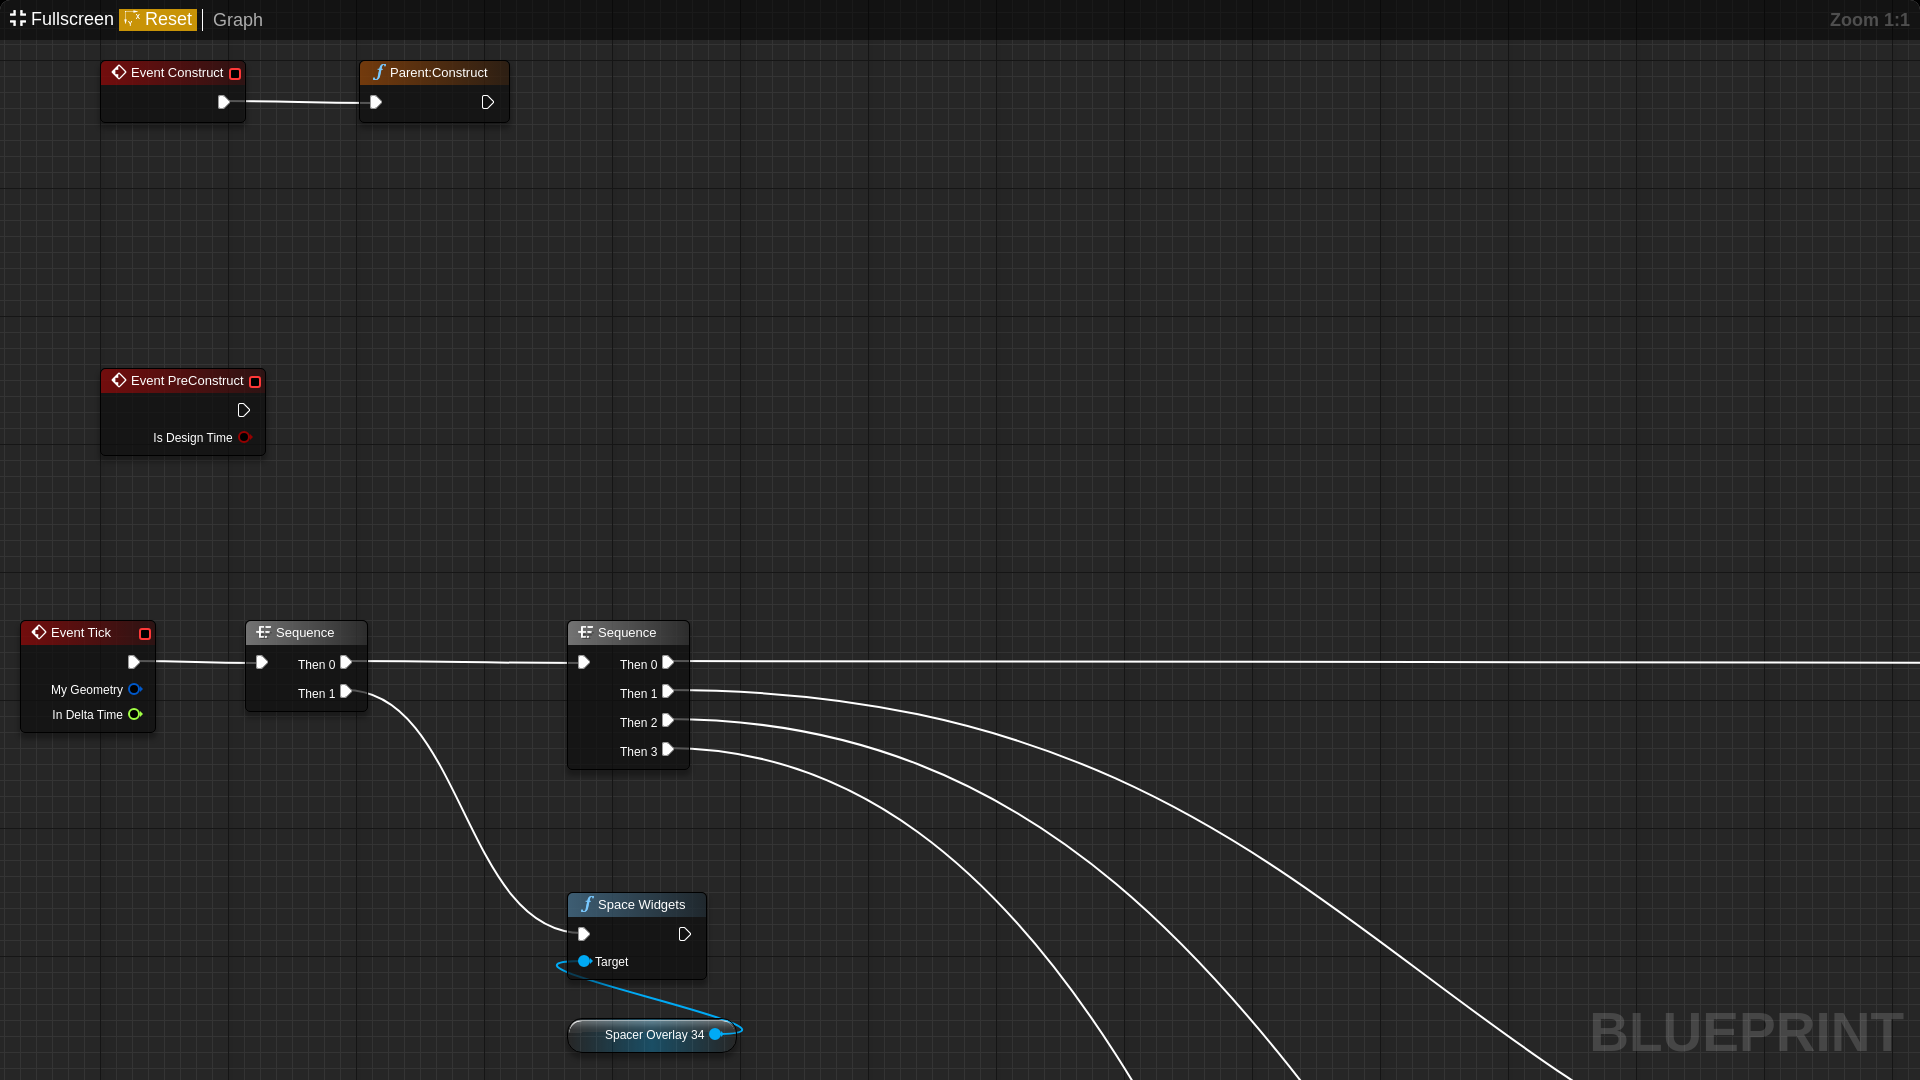 Fullscreen Reset Graph Zoom 1:1
Event Construct
Parent:Construct
Event PreConstruct
Is Design Time
Event Tick
My Geometry
In Delta Time
Sequence
Then 0
Then 1
Sequence
Then 0
Then 1
Then 2
Then 3
Space Widgets
Target
Spacer Overlay 34
BLUEPRINT